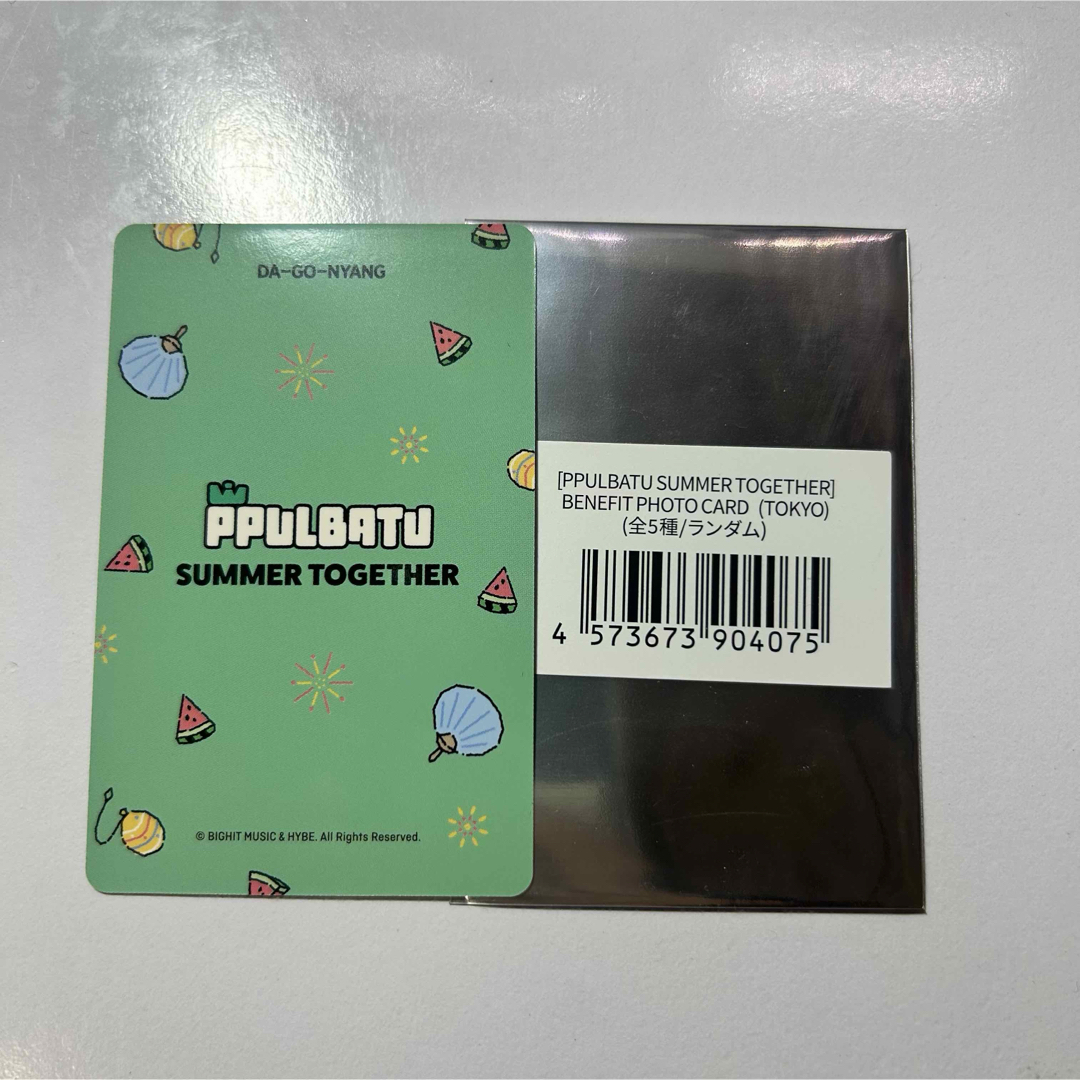 DA-GO-NYANG
PPULBATU
SUMMER TOGETHER
© BIGHIT MUSIC & HYBE. All Rights Reserved.
[PPULBATU SUMMER TOGETHER]
BENEFIT PHOTO CARD (TOKYO)
(全5種/ランダム)
4 573673 904075